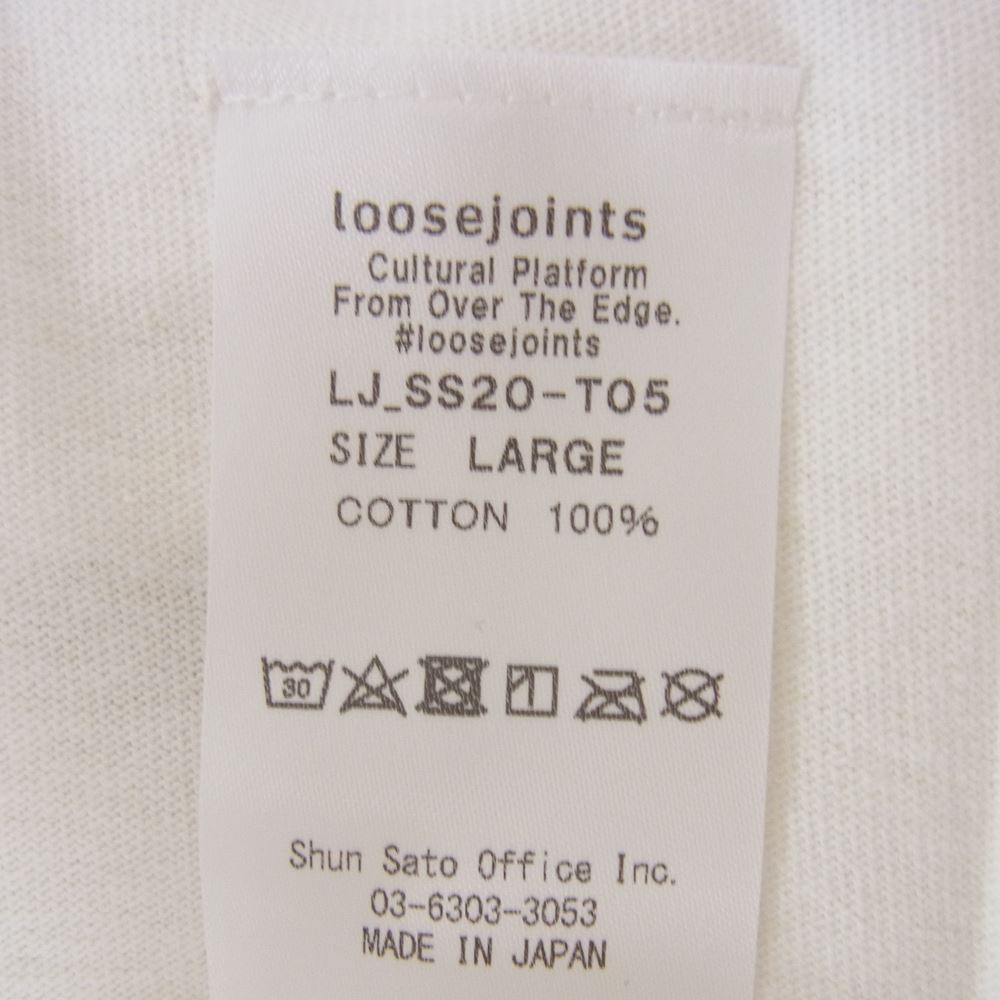 loosejoints
Cultural Platform
From Over The Edge.
#loosejoints
LJ_SS20-T05
SIZE LARGE
COTTON 100%
30
Shun Sato Office Inc.
03-6303-3053
MADE IN JAPAN